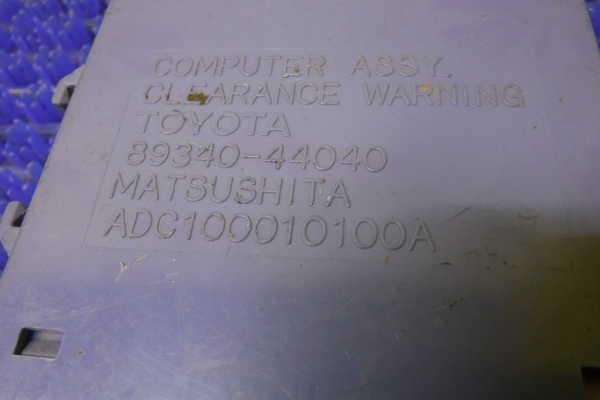 COMPUTER ASSY.
CLEARANCE WARNING
TOYOTA
89340-44040
MATSUSHITA
ADC100010100A